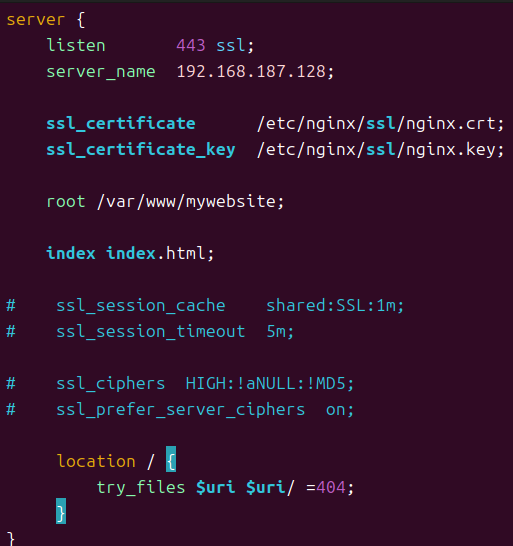 server {
    listen       443 ssl;
    server_name  192.168.187.128;
    ssl_certificate      /etc/nginx/ssl/nginx.crt;
    ssl_certificate_key  /etc/nginx/ssl/nginx.key;
    root /var/www/mywebsite;
    index index.html;
#    ssl_session_cache    shared:SSL:1m;
#    ssl_session_timeout  5m;
#    ssl_ciphers  HIGH:!aNULL:!MD5;
#    ssl_prefer_server_ciphers  on;
     location / {
         try_files $uri $uri/ =404;
     }
}